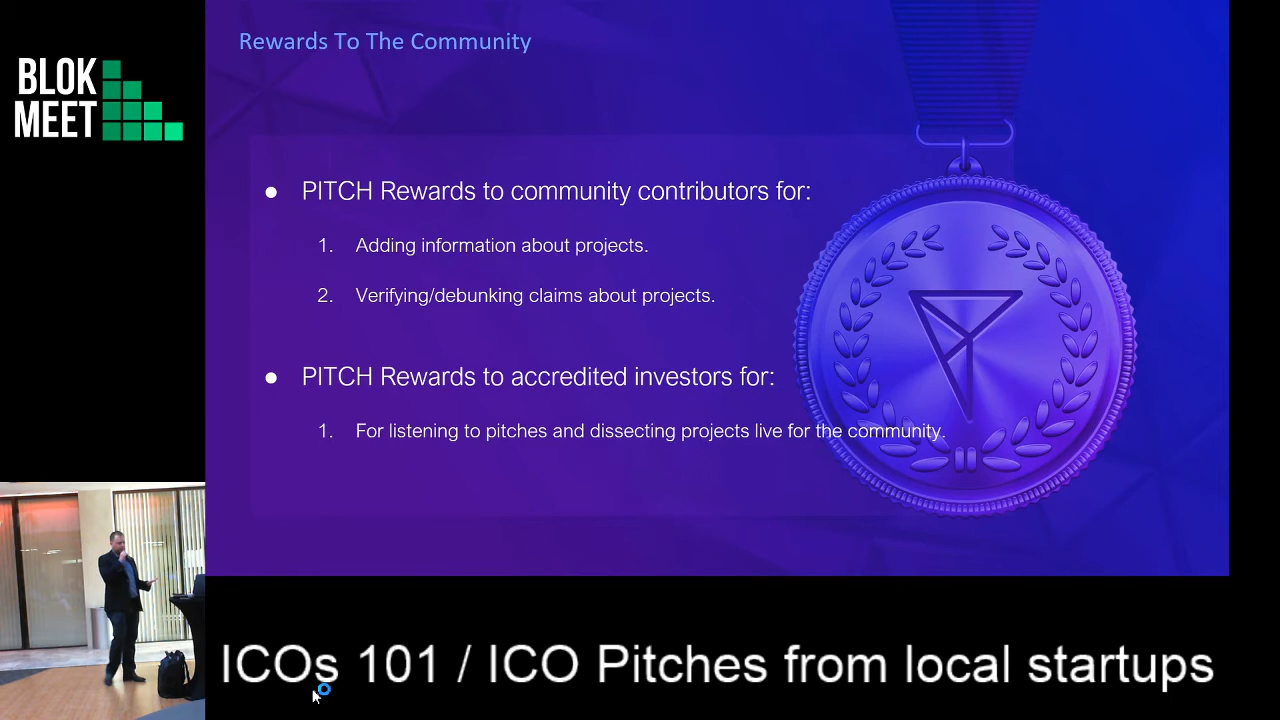 BLOK
MEET
Rewards To The Community
● PITCH Rewards to community contributors for:
1. Adding information about projects.
2. Verifying/debunking claims about projects.
● PITCH Rewards to accredited investors for:
1. For listening to pitches and dissecting projects live for the community.
ICOs 101 / ICO Pitches from local startups